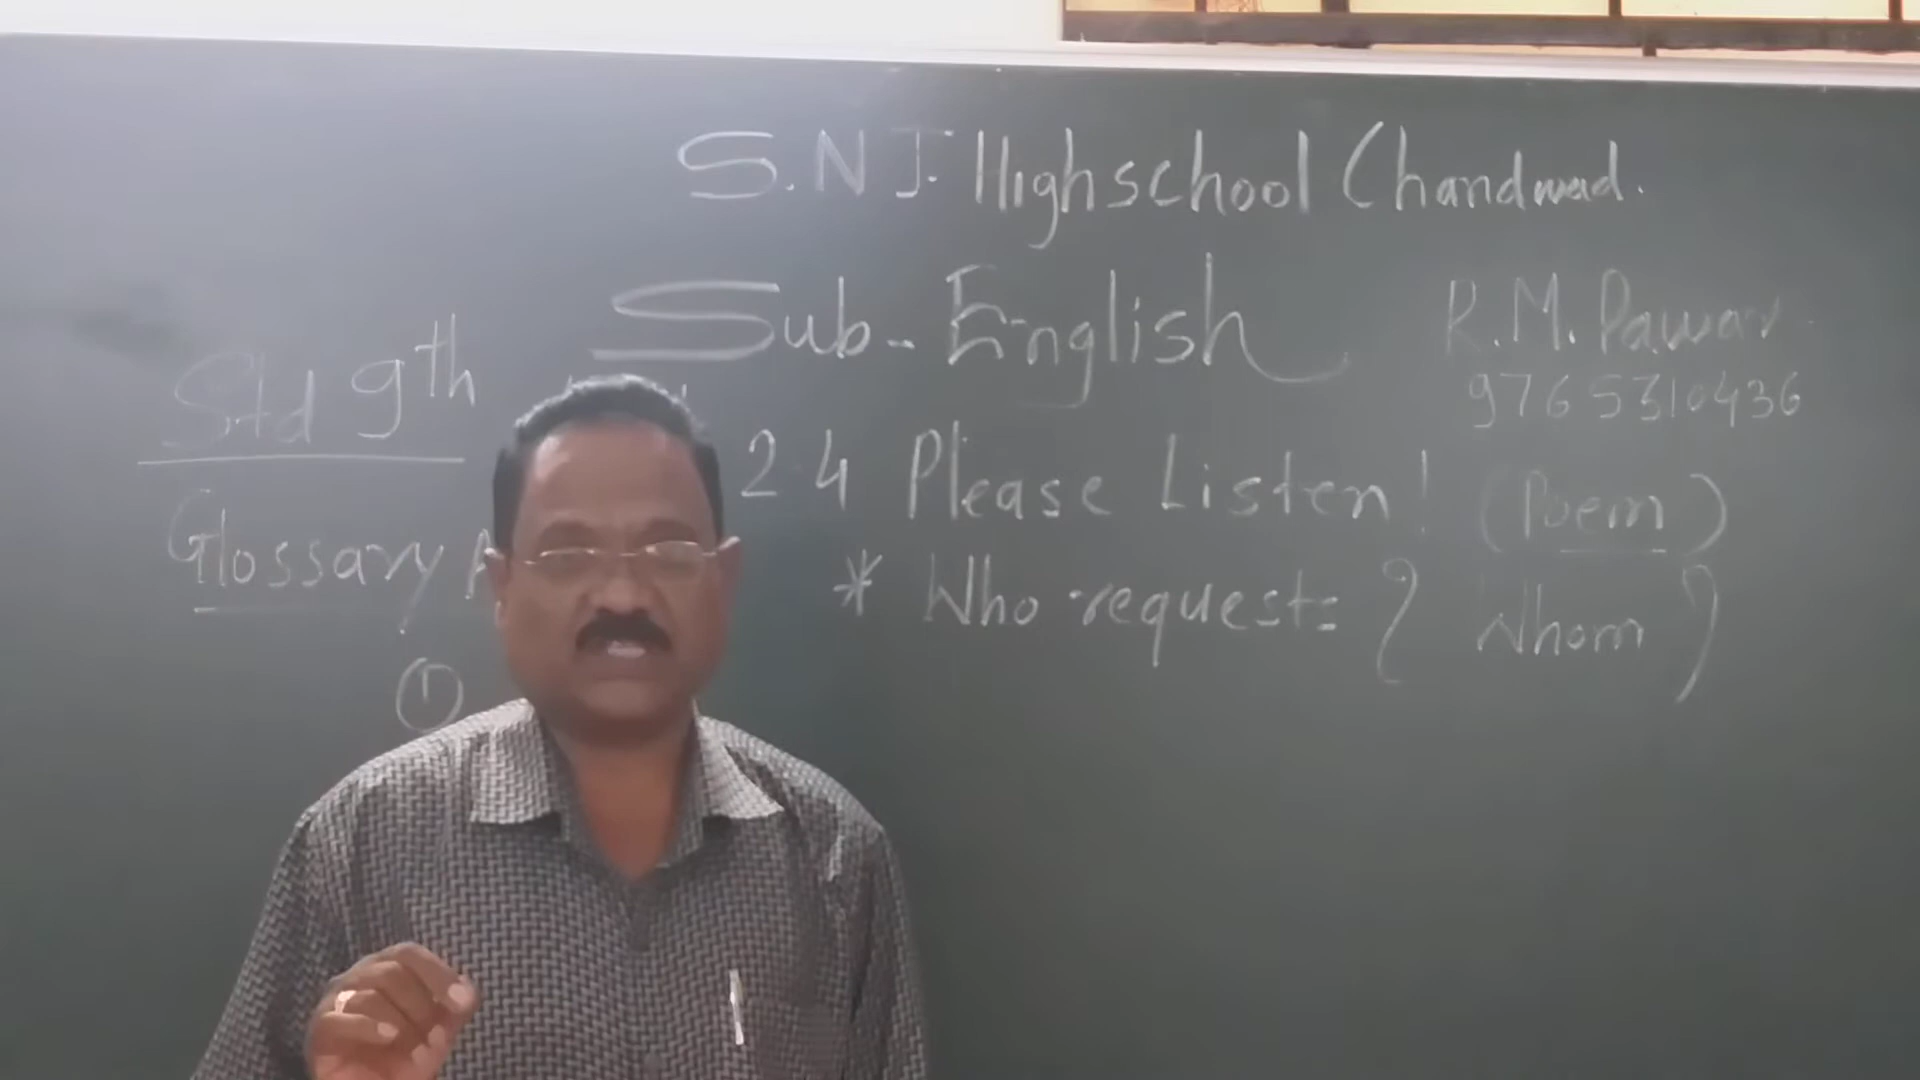 S.N.J. Highschool Chandwad.
Sub- English
R.M. Pawar
9765310436
Std 9th
2.4 Please Listen! (Poem)
Glossary
* Who requests { Whom }
①